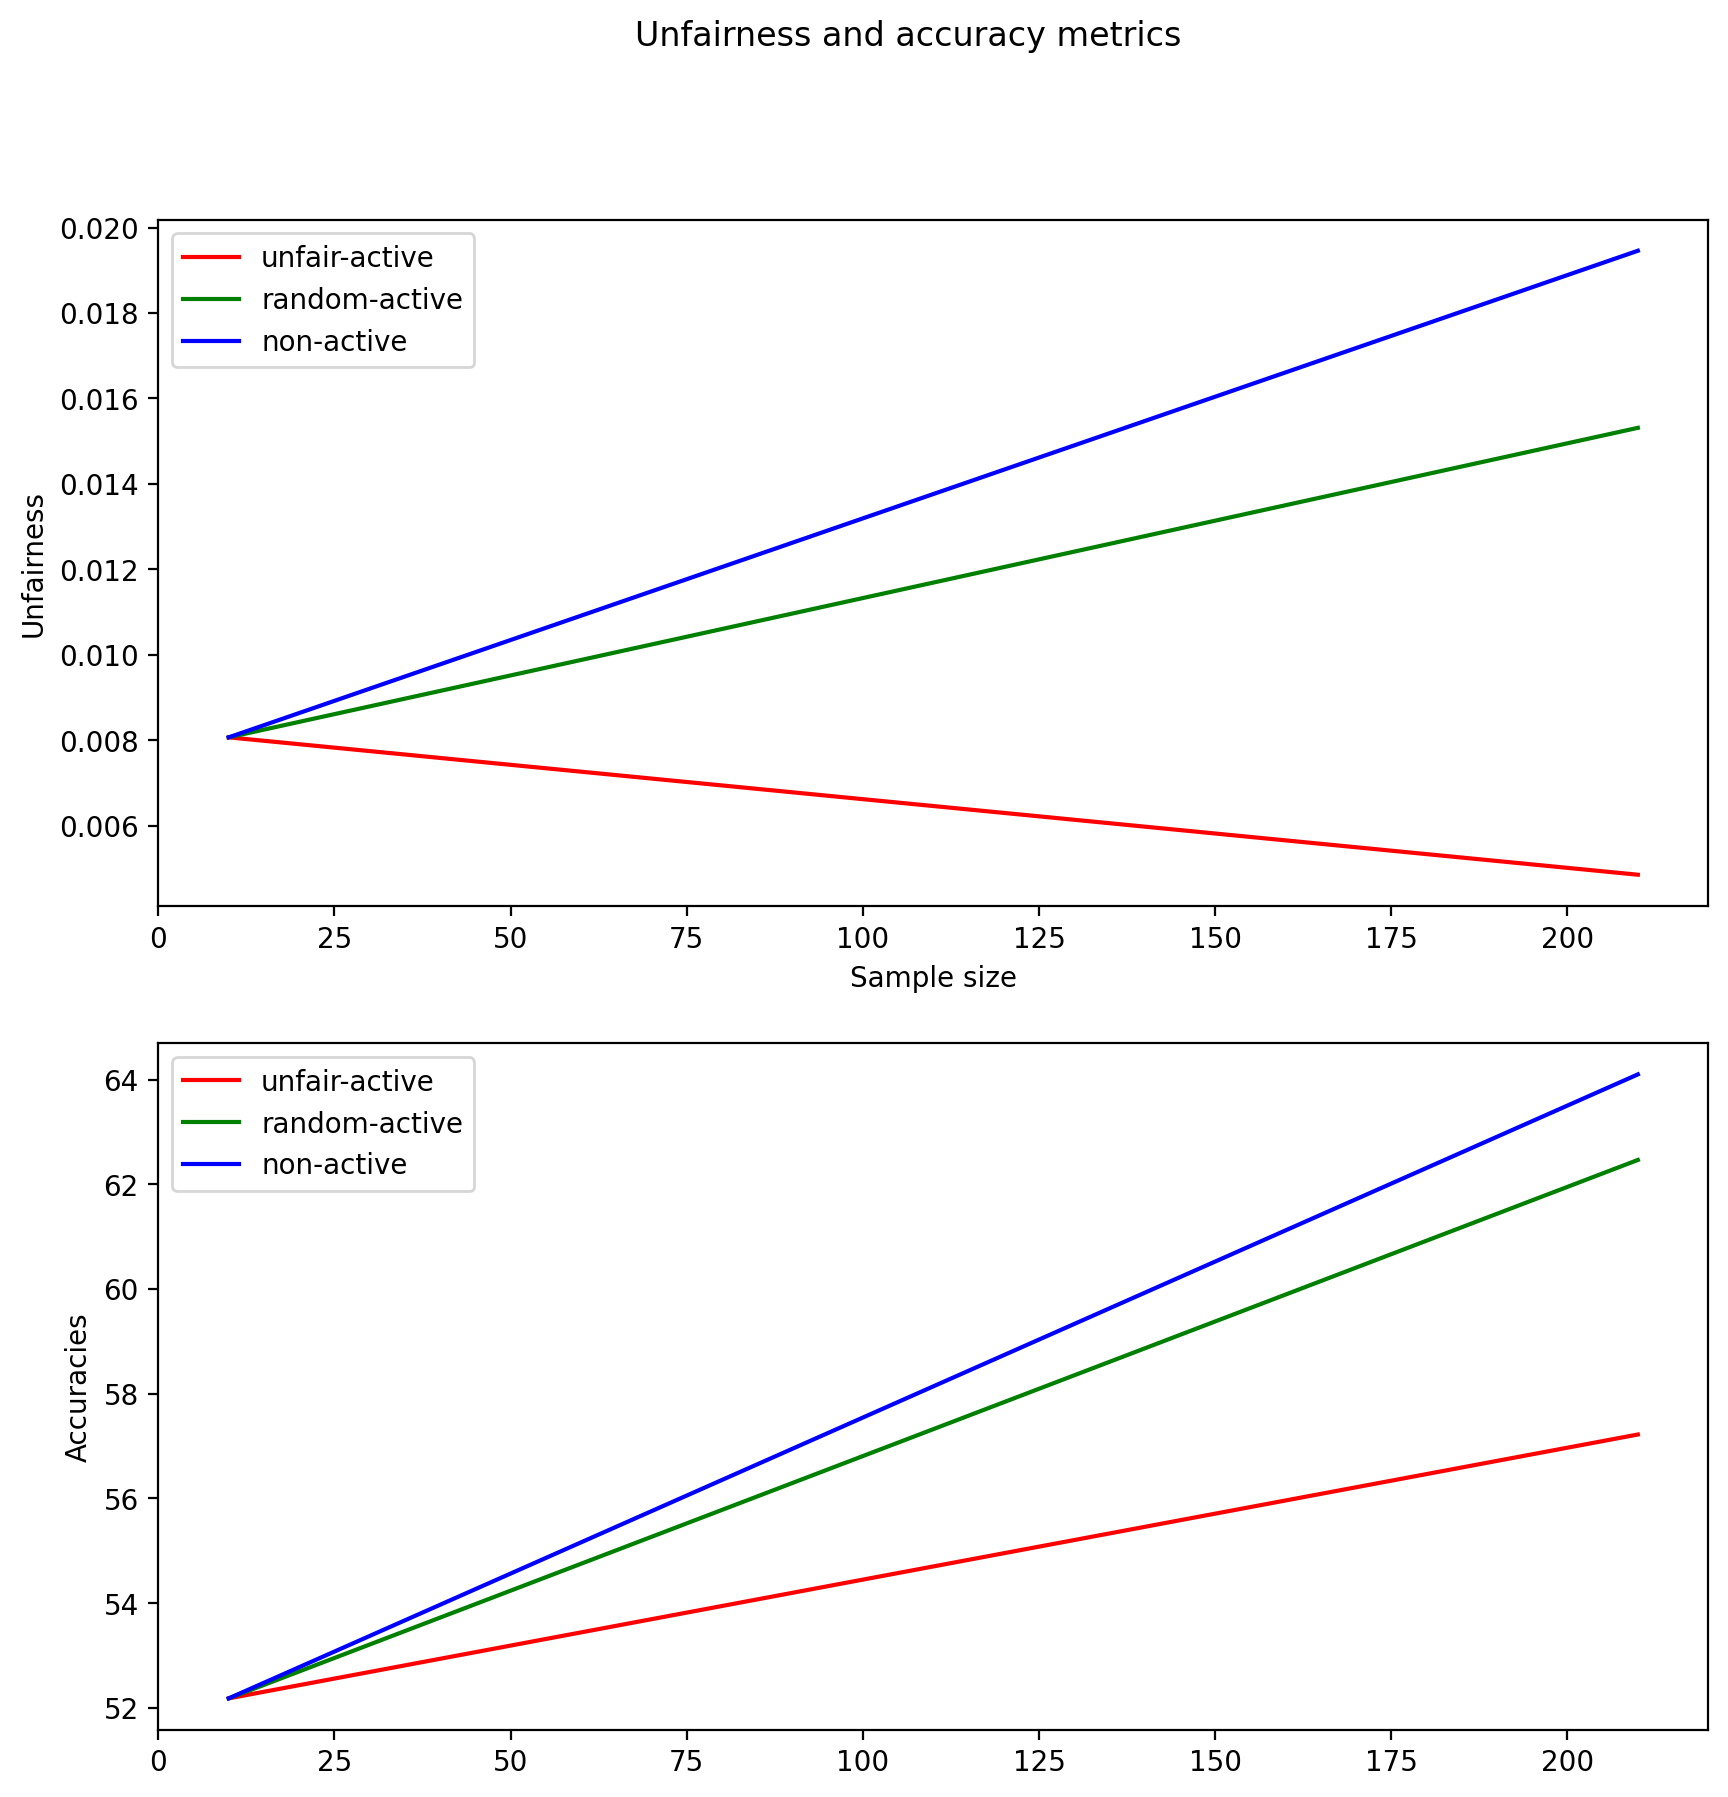 Unfairness and accuracy metrics
0.020
0.018
0.016
0.014
0.012
0.010
0.008
0.006
Unfairness
unfair-active
random-active
non-active
0 25 50 75 100 125 150 175 200
Sample size
64
62
60
58
56
54
52
Accuracies
unfair-active
random-active
non-active
0 25 50 75 100 125 150 175 200